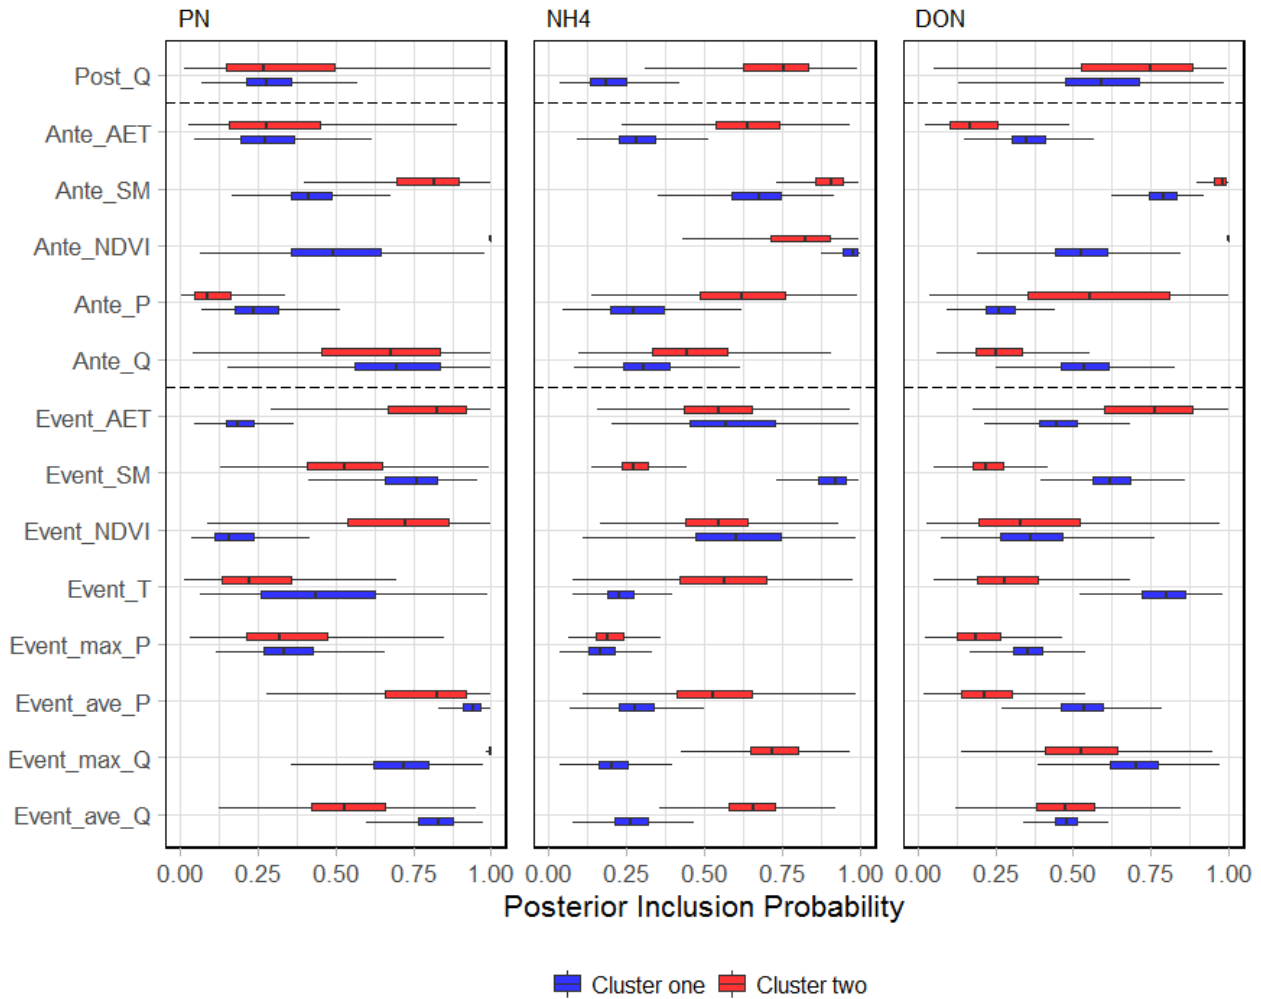 PN NH4 DON
Post_Q
Ante_AET
Ante_SM
Ante_NDVI
Ante_P
Ante_Q
Event_AET
Event_SM
Event_NDVI
Event_T
Event_max_P
Event_ave_P
Event_max_Q
Event_ave_Q
0.00 0.25 0.50 0.75 1.00 0.00 0.25 0.50 0.75 1.00 0.00 0.25 0.50 0.75 1.00
Posterior Inclusion Probability
Cluster one Cluster two